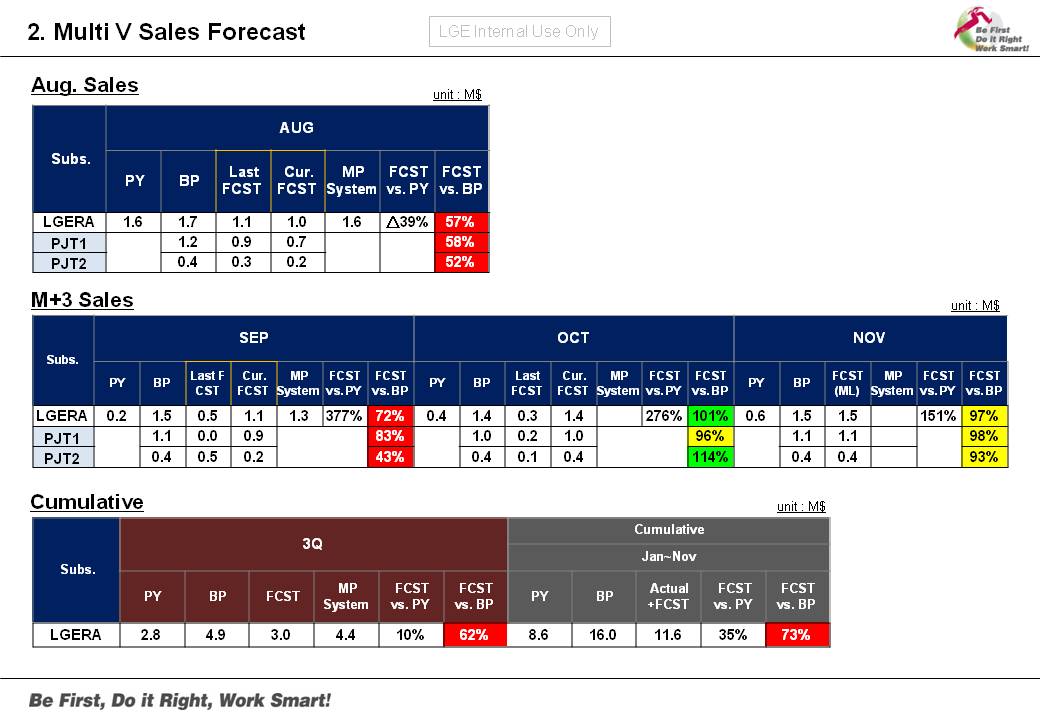 2. Multi V Sales Forecast
LGE Internal Use Only
Be First
Do it Right
Work Smart!
Aug. Sales
unit : M$
Subs. AUG
PY BP Last FCST Cur. FCST MP System FCST vs. PY FCST vs. BP
LGERA 1.6 1.7 1.1 1.0 1.6 △39% 57%
PJT1 1.2 0.9 0.7 58%
PJT2 0.4 0.3 0.2 52%
M+3 Sales
unit : M$
Subs. SEP OCT NOV
PY BP Last F CST Cur. FCST MP System FCST vs. PY FCST vs. BP PY BP Last FCST Cur. FCST MP System FCST vs. PY FCST vs. BP PY BP FCST (ML) MP System FCST vs. PY FCST vs. BP
LGERA 0.2 1.5 0.5 1.1 1.3 377% 72% 0.4 1.4 0.3 1.4 276% 101% 0.6 1.5 1.5 151% 97%
PJT1 1.1 0.0 0.9 83% 1.0 0.2 1.0 96% 1.1 1.1 98%
PJT2 0.4 0.5 0.2 43% 0.4 0.1 0.4 114% 0.4 0.4 93%
Cumulative
unit : M$
Subs. 3Q Cumulative
Jan~Nov
PY BP FCST MP System FCST vs. PY FCST vs. BP PY BP Actual +FCST FCST vs. PY FCST vs. BP
LGERA 2.8 4.9 3.0 4.4 10% 62% 8.6 16.0 11.6 35% 73%
Be First, Do it Right, Work Smart!